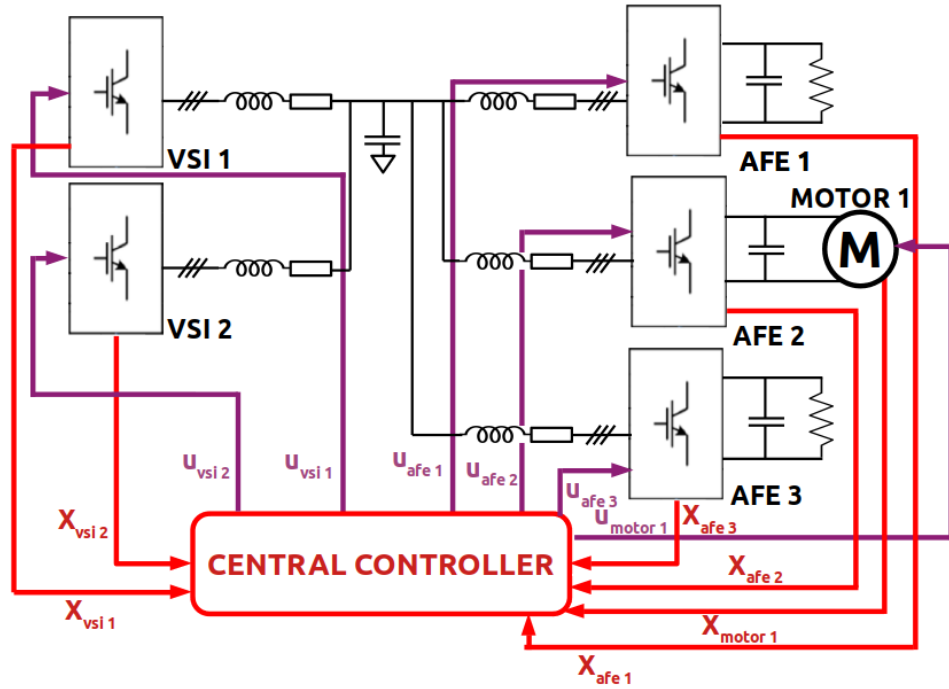 VSI 1
AFE 1
MOTOR 1
M
VSI 2
AFE 2
u vsi 2
u vsi 1
u afe 1
u afe 2
u afe 3
AFE 3
u motor 1
X vsi 2
X afe 3
CENTRAL CONTROLLER
X afe 2
X vsi 1
X motor 1
X afe 1